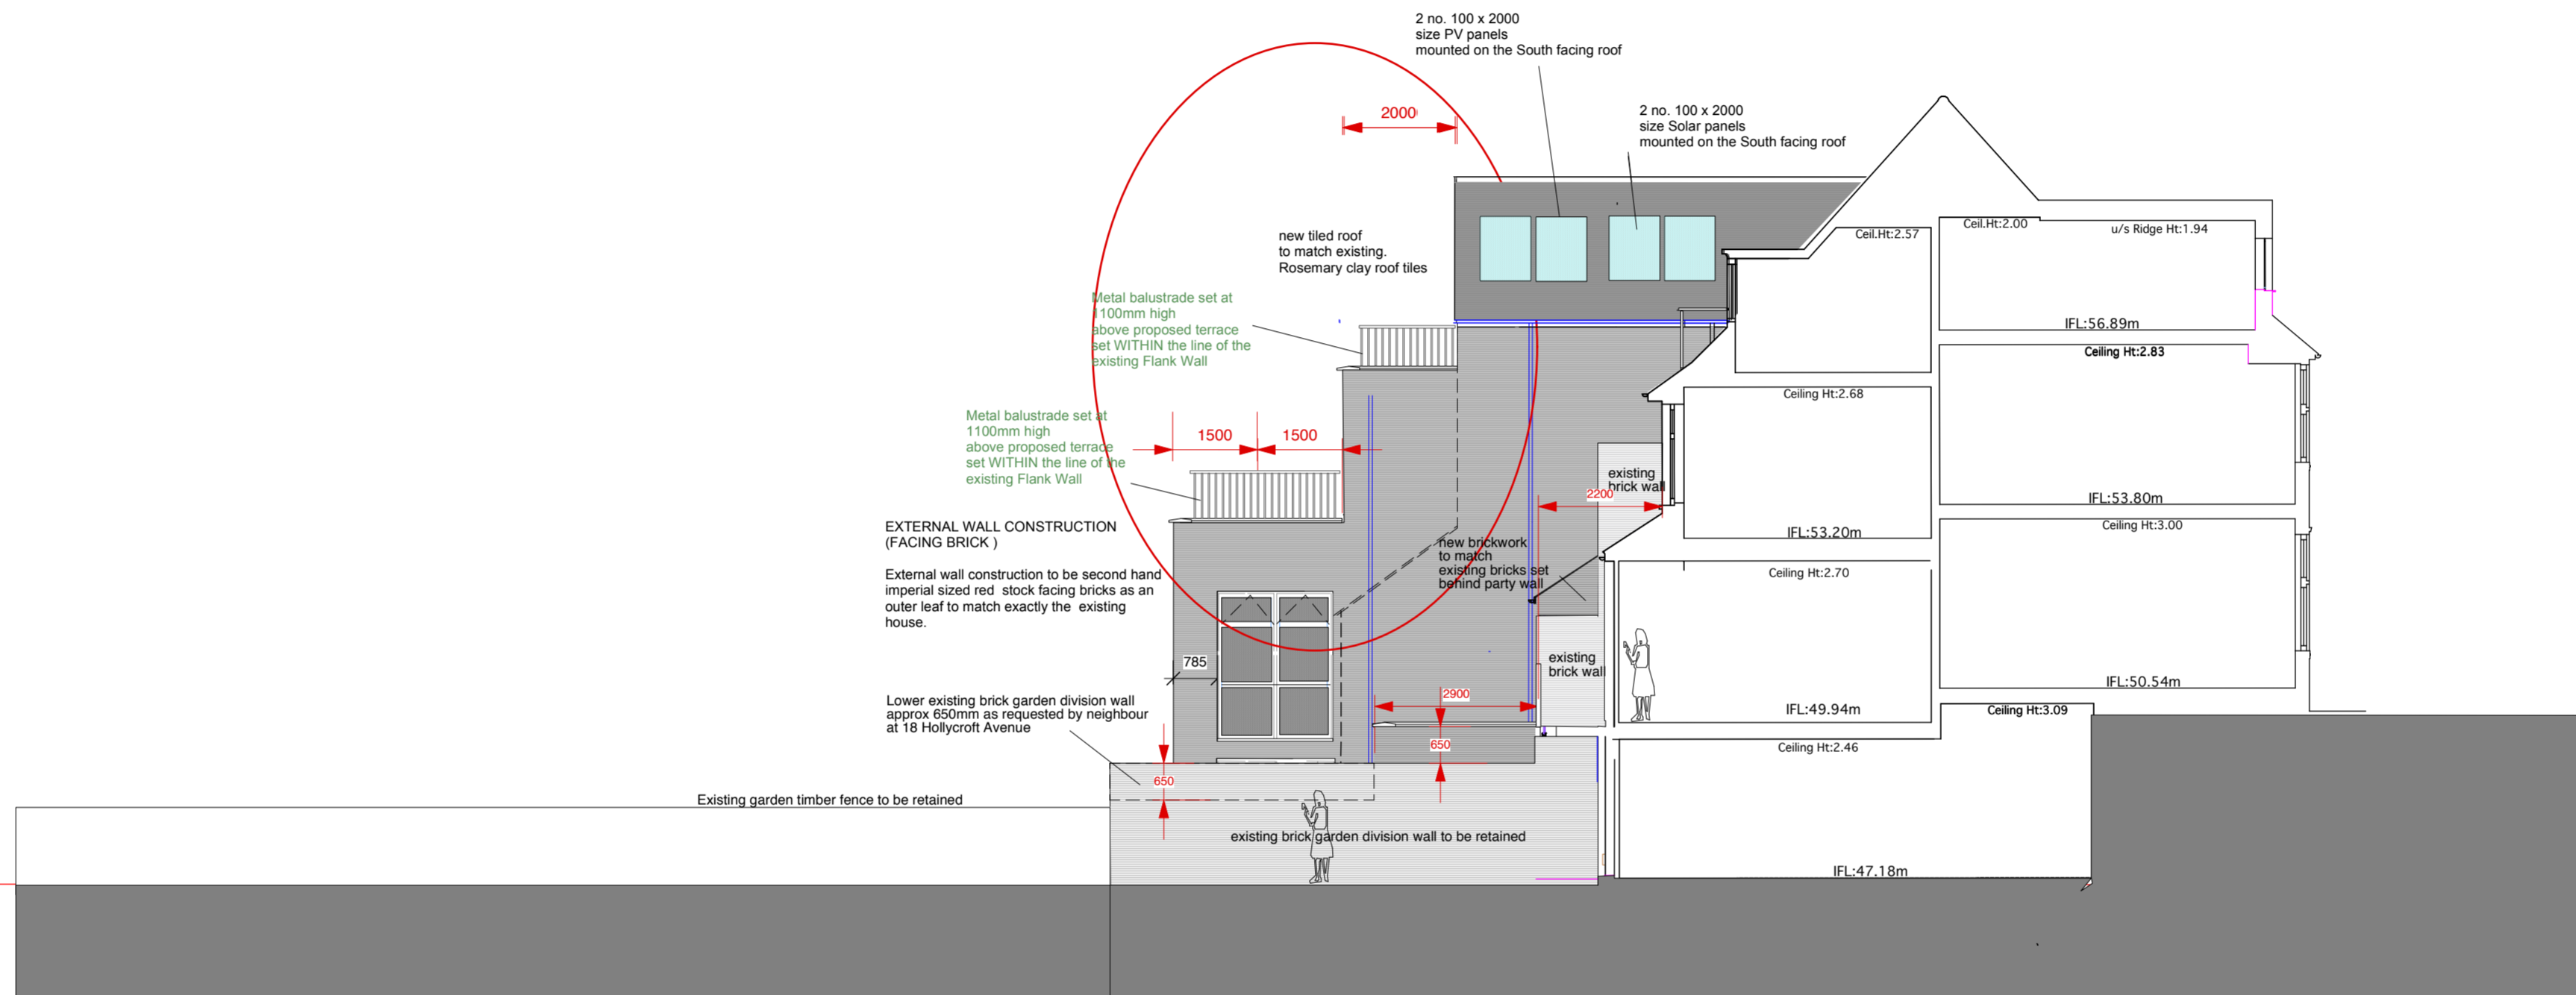 2 no. 100 x 2000
size PV panels
mounted on the South facing roof
2000
2 no. 100 x 2000
size Solar panels
mounted on the South facing roof
new tiled roof
to match existing.
Rosemary clay roof tiles
Ceil.Ht:2.57
Ceil.Ht:2.00
u/s Ridge Ht:1.94
IFL:56.89m
Metal balustrade set at
1100mm high
above proposed terrace
set WITHIN the line of the
existing Flank Wall
Ceiling Ht:2.83
Ceiling Ht:2.68
Metal balustrade set at
1100mm high
above proposed terrace
set WITHIN the line of the
existing Flank Wall
1500
1500
existing
brick wall
2200
IFL:53.80m
IFL:53.20m
Ceiling Ht:3.00
EXTERNAL WALL CONSTRUCTION
(FACING BRICK )
External wall construction to be second hand
imperial sized red stock facing bricks as an
outer leaf to match exactly the existing
house.
new brickwork
to match
existing bricks set
behind party wall
Ceiling Ht:2.70
785
existing
brick wall
2900
IFL:50.54m
IFL:49.94m
Ceiling Ht:3.09
Lower existing brick garden division wall
approx 650mm as requested by neighbour
at 18 Hollycroft Avenue
650
Ceiling Ht:2.46
650
Existing garden timber fence to be retained
existing brick garden division wall to be retained
IFL:47.18m